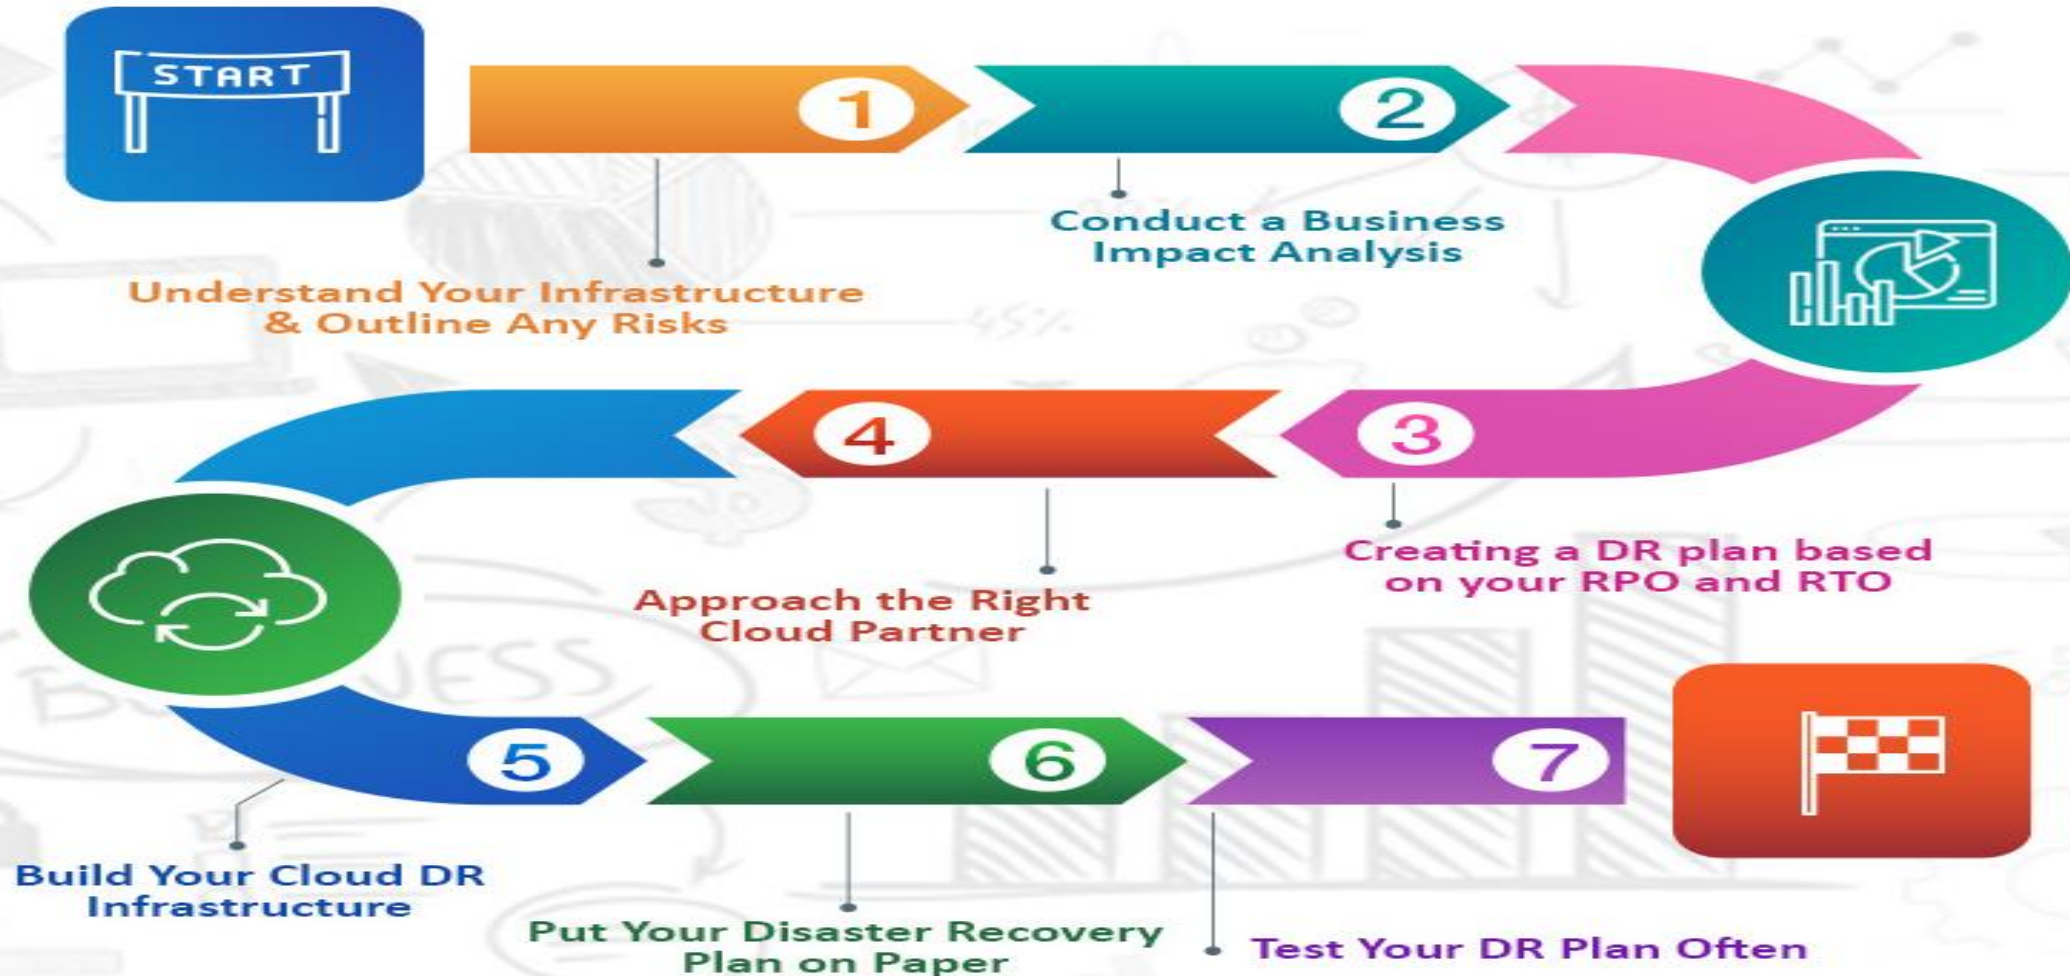 START
1
2
Conduct a Business
Impact Analysis
Understand Your Infrastructure
& Outline Any Risks
45%
4
3
Creating a DR plan based
on your RPO and RTO
Approach the Right
Cloud Partner
5
6
7
Build Your Cloud DR
Infrastructure
Put Your Disaster Recovery
Plan on Paper
Test Your DR Plan Often